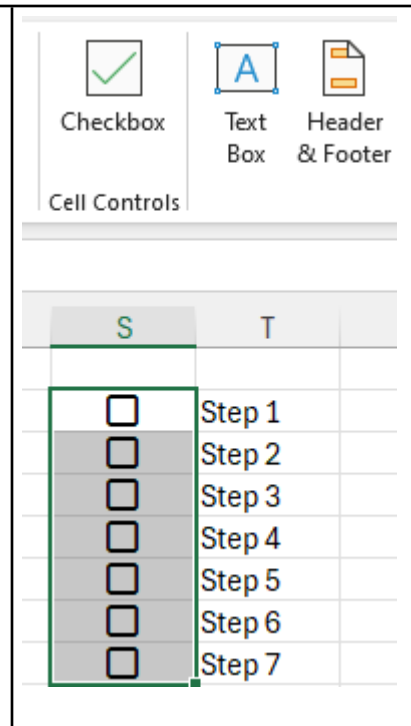 Checkbox
Text
Box
Header
& Footer
Cell Controls
S
T
Step 1
Step 2
Step 3
Step 4
Step 5
Step 6
Step 7